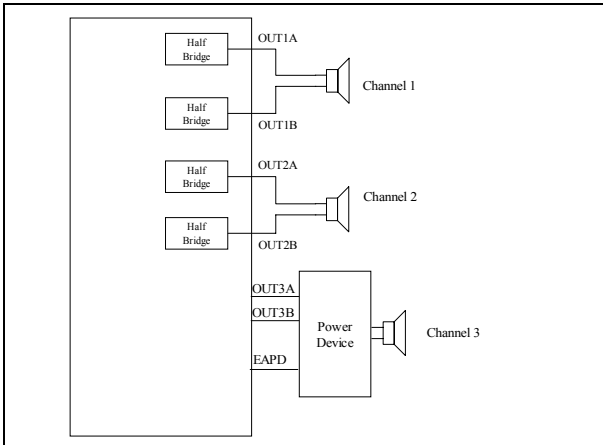 Half
Bridge
OUT1A
Channel 1
Half
Bridge
OUT1B
Half
Bridge
OUT2A
Channel 2
Half
Bridge
OUT2B
OUT3A
OUT3B
Power
Device
Channel 3
EAPD